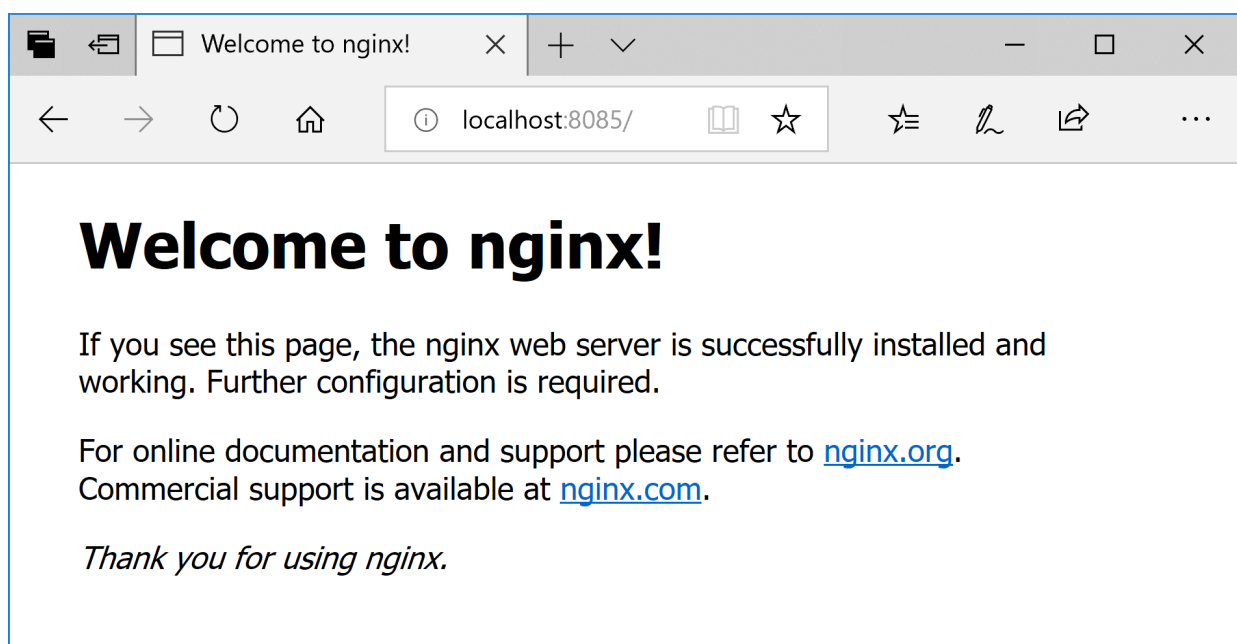 Welcome to nginx!
localhost:8085/
Welcome to nginx!
If you see this page, the nginx web server is successfully installed and
working. Further configuration is required.
For online documentation and support please refer to nginx.org.
Commercial support is available at nginx.com.
Thank you for using nginx.